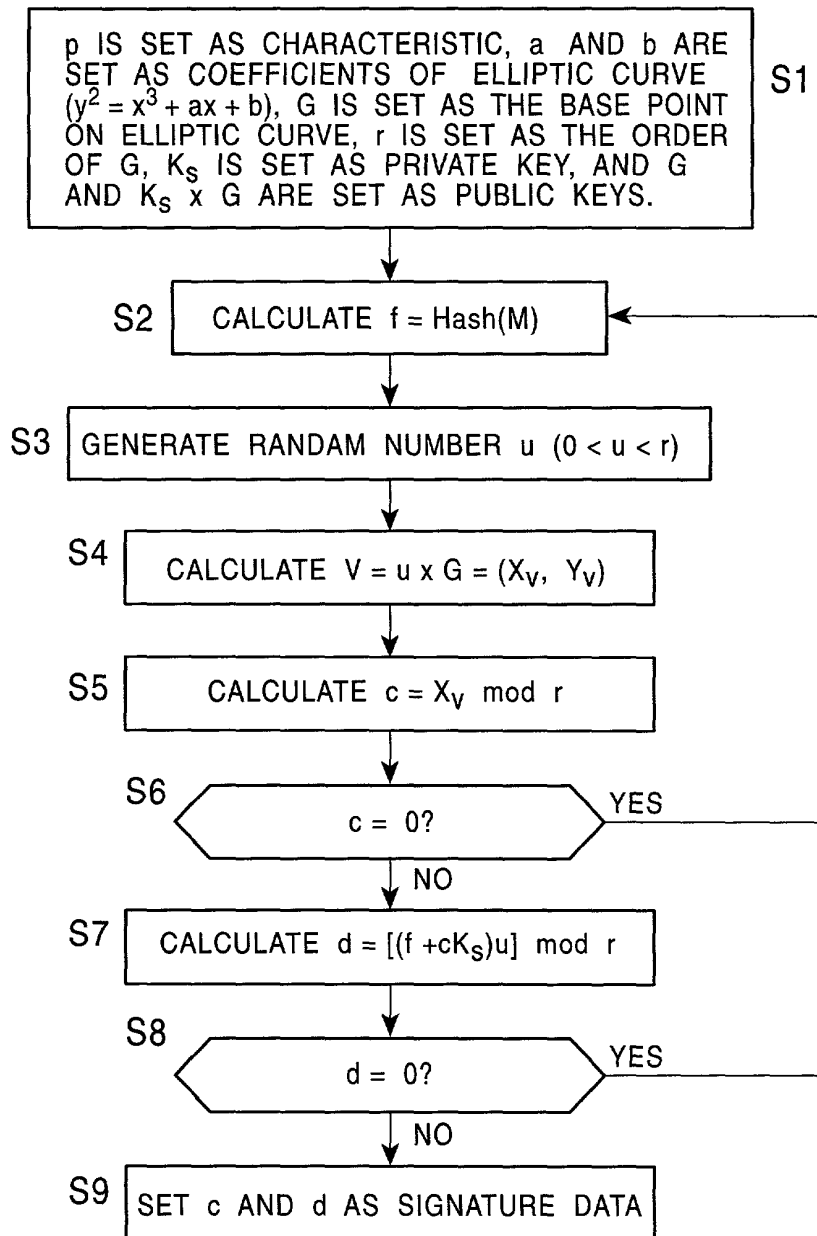 p IS SET AS CHARACTERISTIC, a AND b ARE
SET AS COEFFICIENTS OF ELLIPTIC CURVE
(y² = x³ + ax + b), G IS SET AS THE BASE POINT
ON ELLIPTIC CURVE, r IS SET AS THE ORDER
OF G, Kₛ IS SET AS PRIVATE KEY, AND G
AND Kₛ x G ARE SET AS PUBLIC KEYS.
S1
S2
CALCULATE f = Hash(M)
S3
GENERATE RANDAM NUMBER u (0 < u < r)
S4
CALCULATE V = u x G = (Xᵥ, Yᵥ)
S5
CALCULATE c = Xᵥ mod r
S6
c = 0?
YES
NO
S7
CALCULATE d = [(f +cKₛ)u] mod r
S8
d = 0?
YES
NO
S9
SET c AND d AS SIGNATURE DATA